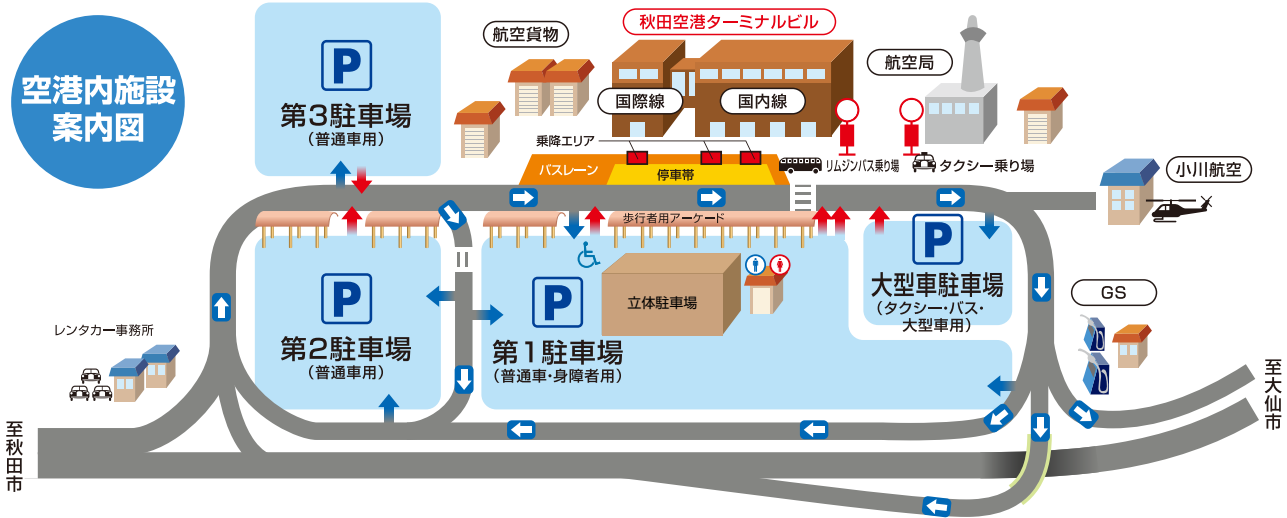 空港内施設
案内図
P
第3駐車場
(普通車用)
航空貨物
秋田空港ターミナルビル
国際線
国内線
航空局
乗降エリア
バスレーン
停車帯
リムジンバス乗り場
タクシー乗り場
小川航空
歩行者用アーケード
P
第2駐車場
(普通車用)
P
第1駐車場
(普通車・身障者用)
立体駐車場
P
大型車駐車場
(タクシー・バス・
大型車用)
GS
レンタカー事務所
至秋田市
至大仙市